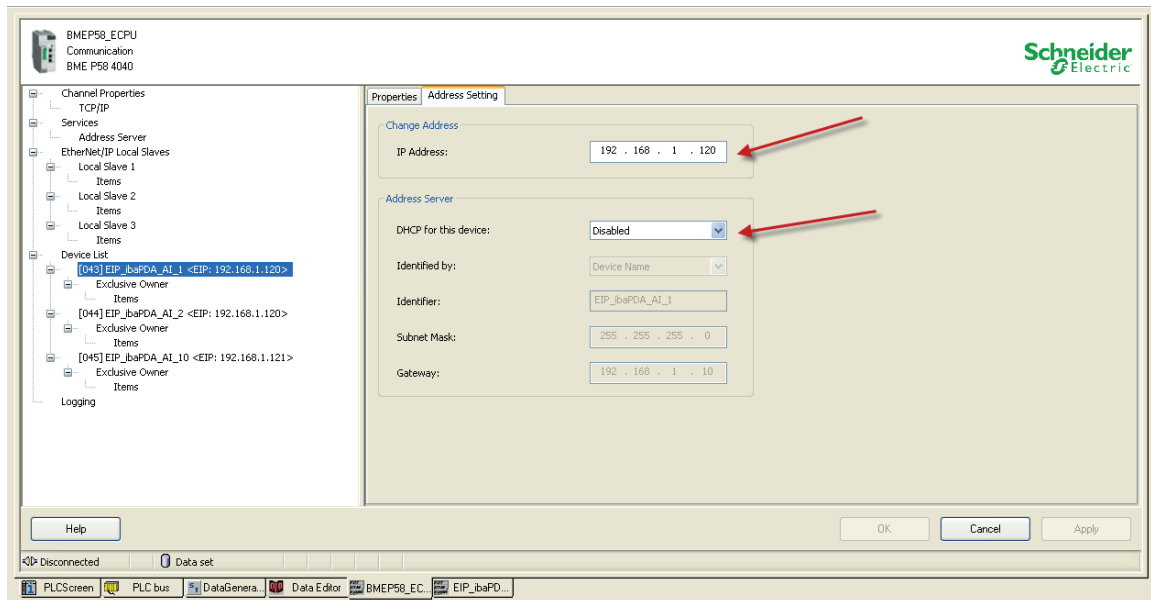 BMEP58_ECPU
Communication
BME P58 4040
Schneider
Electric
Channel Properties
TCP/IP
Services
Address Server
EtherNet/IP Local Slaves
Local Slave 1
Items
Local Slave 2
Items
Local Slave 3
Items
Device List
[043] EIP_ibaPDA_AI_1 <EIP: 192.168.1.120>
Exclusive Owner
Items
[044] EIP_ibaPDA_AI_2 <EIP: 192.168.1.120>
Exclusive Owner
Items
[045] EIP_ibaPDA_AI_10 <EIP: 192.168.1.121>
Exclusive Owner
Items
Logging
Properties Address Setting
Change Address
IP Address: 192 . 168 . 1 . 120
Address Server
DHCP for this device: Disabled
Identified by: Device Name
Identifier: EIP_ibaPDA_AI_1
Subnet Mask: 255 . 255 . 255 . 0
Gateway: 192 . 168 . 1 . 10
Help OK Cancel Apply
Disconnected Data set
PLCScreen PLC bus DataGenera... Data Editor BMEP58_EC... EIP_ibaPD...